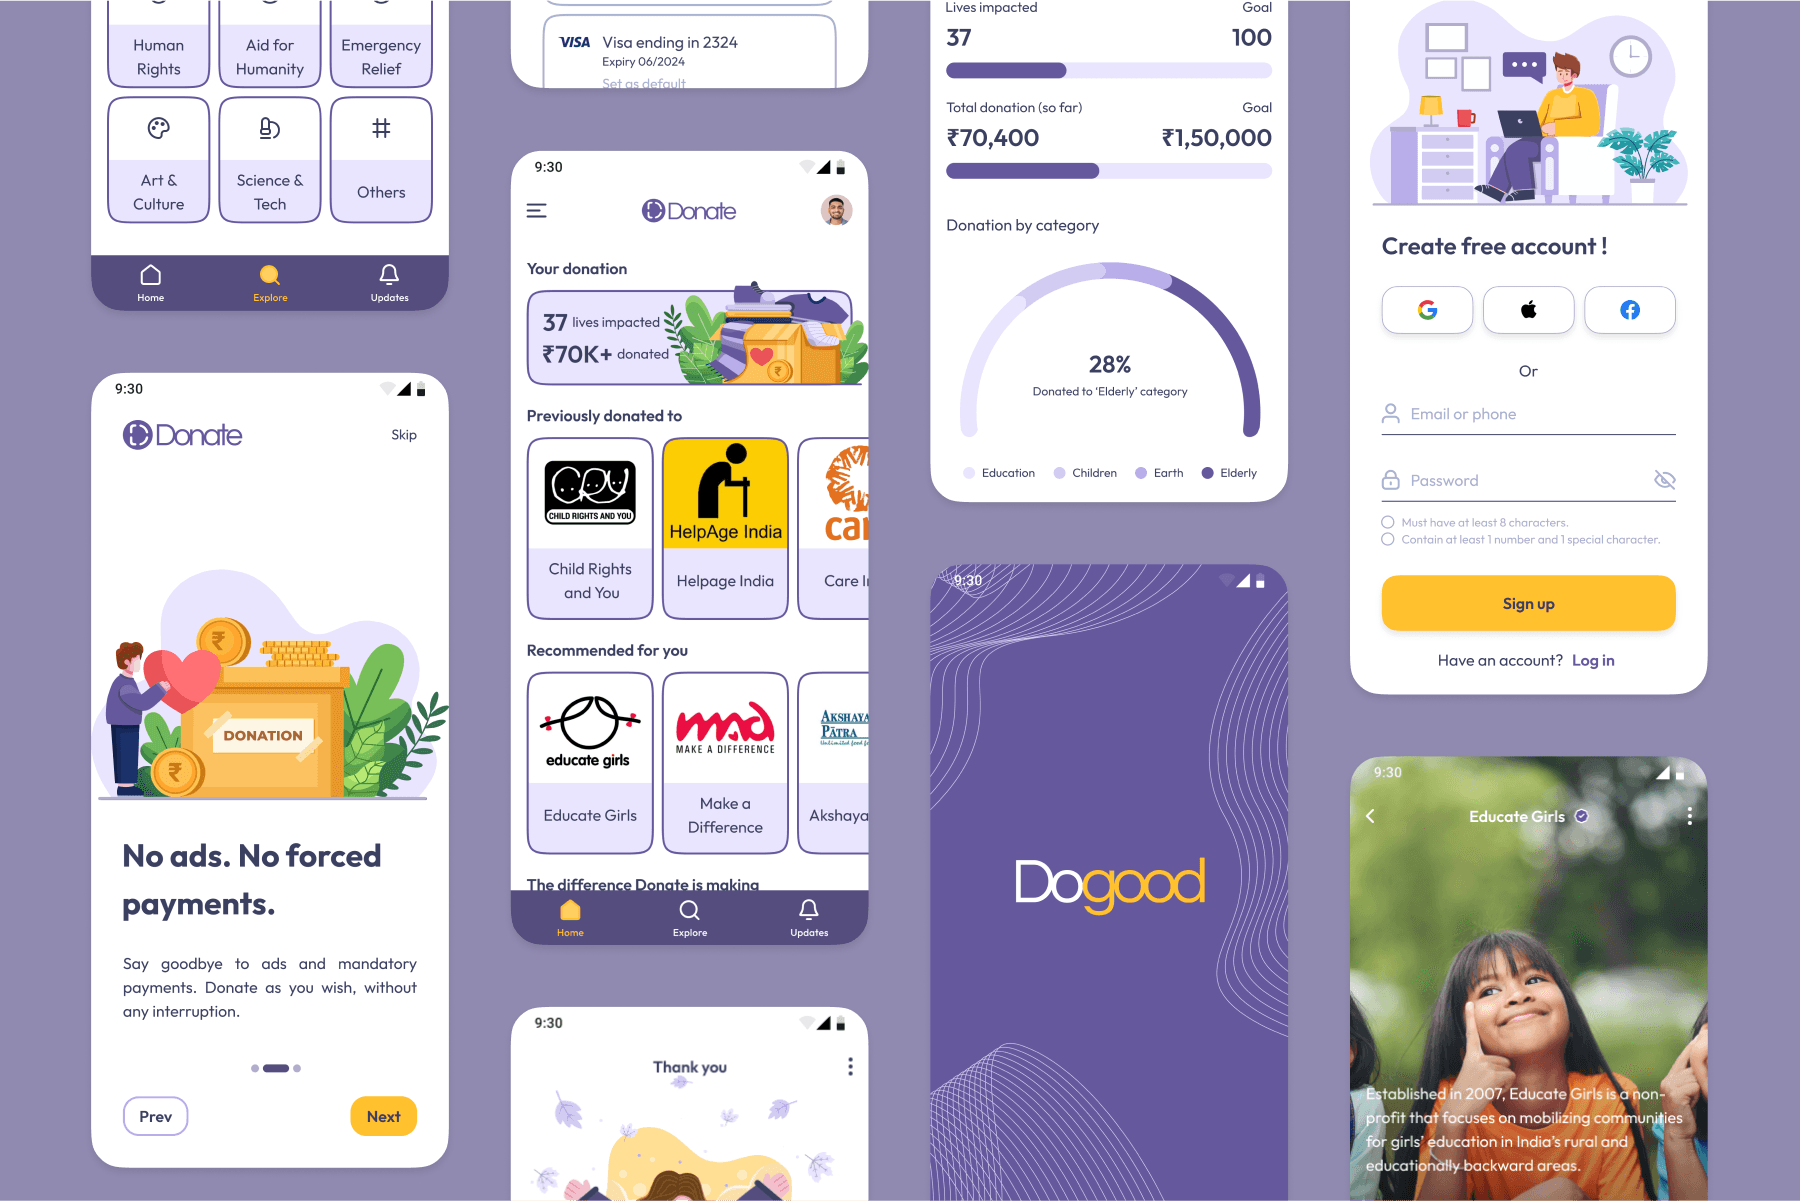 Human
Rights
Aid for
Humanity
Emergency
Relief
Art &
Culture
Science &
Tech
Others
Home
Explore
Updates
9:30
Donate
Skip
DONATION
No ads. No forced
payments.
Say goodbye to ads and mandatory
payments. Donate as you wish, without
any interruption.
Prev
Next
VISA
Visa ending in 2324
Expiry 06/2024
Set as default
9:30
Donate
Your donation
37 lives impacted
₹70K+ donated
Previously donated to
CRY
CHILD RIGHTS AND YOU
Child Rights
and You
HelpAge India
Helpage India
car
Care In
Recommended for you
educate girls
Educate Girls
mad
MAKE A DIFFERENCE
Make a
Difference
AKSHAYA
PĀTRA
Unlimited food fo
Akshaya
The difference Donate is making
Home
Explore
Updates
9:30
Thank you
Lives impacted
Goal
37
100
Total donation (so far)
Goal
₹70,400
₹1,50,000
Donation by category
28%
Donated to ‘Elderly’ category
Education
Children
Earth
Elderly
9:30
Dogood
Create free account !
Or
Email or phone
Password
Must have at least 8 characters.
Contain at least 1 number and 1 special character.
Sign up
Have an account? Log in
9:30
Educate Girls
Established in 2007, Educate Girls is a non-
profit that focuses on mobilizing communities
for girls’ education in India’s rural and
educationally backward areas.